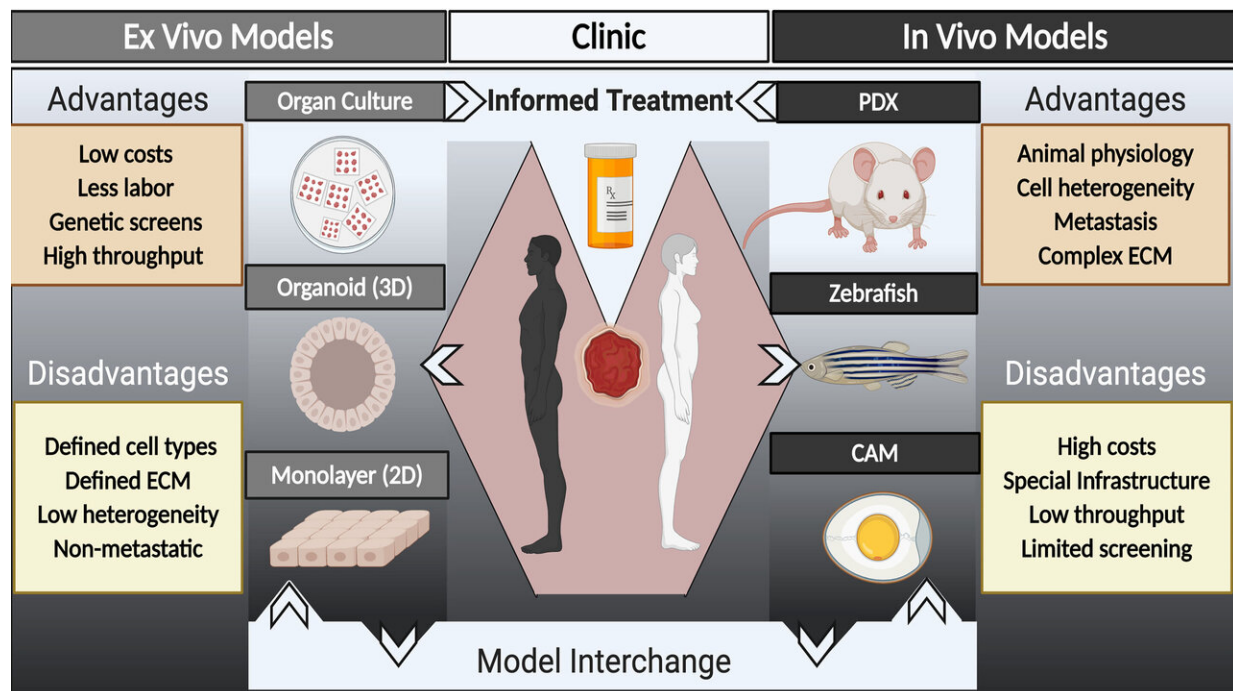 Ex Vivo Models
Clinic
In Vivo Models
Advantages
Low costs
Less labor
Genetic screens
High throughput
Disadvantages
Defined cell types
Defined ECM
Low heterogeneity
Non-metastatic
Organ Culture
Organoid (3D)
Monolayer (2D)
Informed Treatment
Rx
PDX
Zebrafish
CAM
Advantages
Animal physiology
Cell heterogeneity
Metastasis
Complex ECM
Disadvantages
High costs
Special Infrastructure
Low throughput
Limited screening
Model Interchange